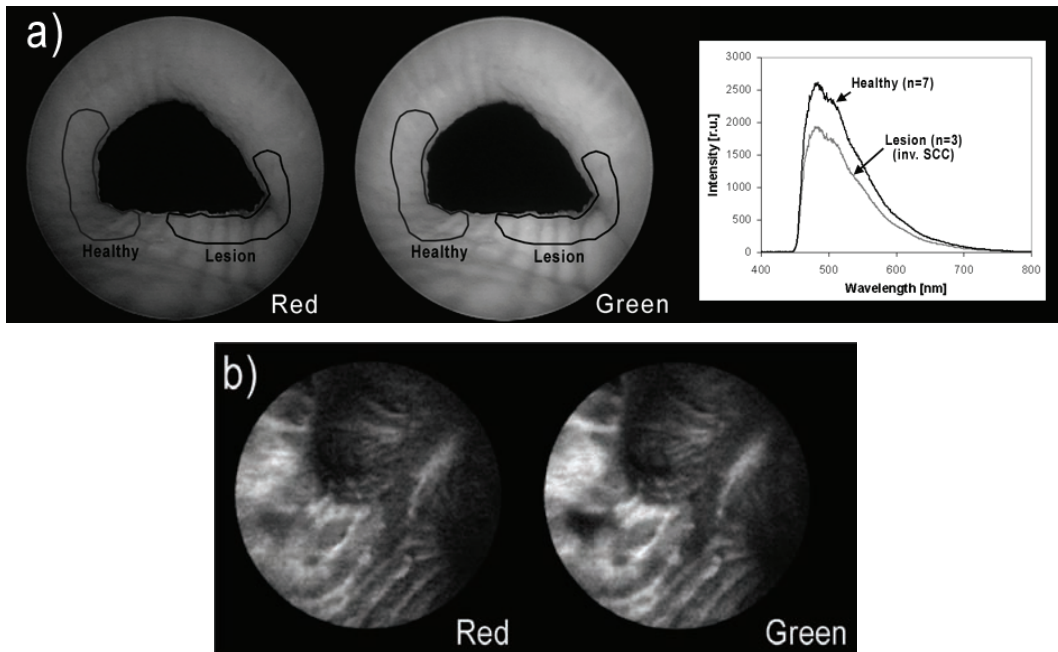 a)
Healthy
Lesion
Red
Healthy
Lesion
Green
3000
2500
2000
1500
1000
500
0
Intensity [r.u.]
Healthy (n=7)
Lesion (n=3)
(inv. SCC)
400 500 600 700 800
Wavelength [nm]
b)
Red
Green